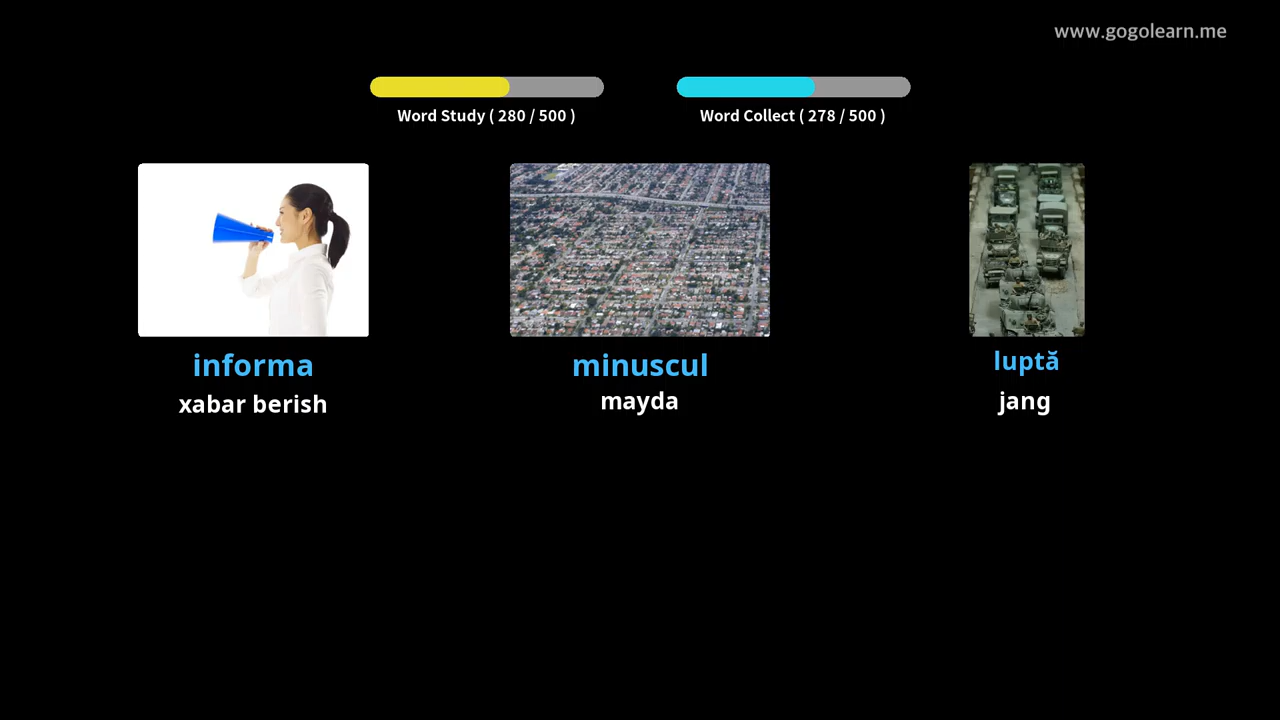 www.gogolearn.me
Word Study ( 280 / 500 )
Word Collect ( 278 / 500 )
informa
xabar berish
minuscul
mayda
luptă
jang